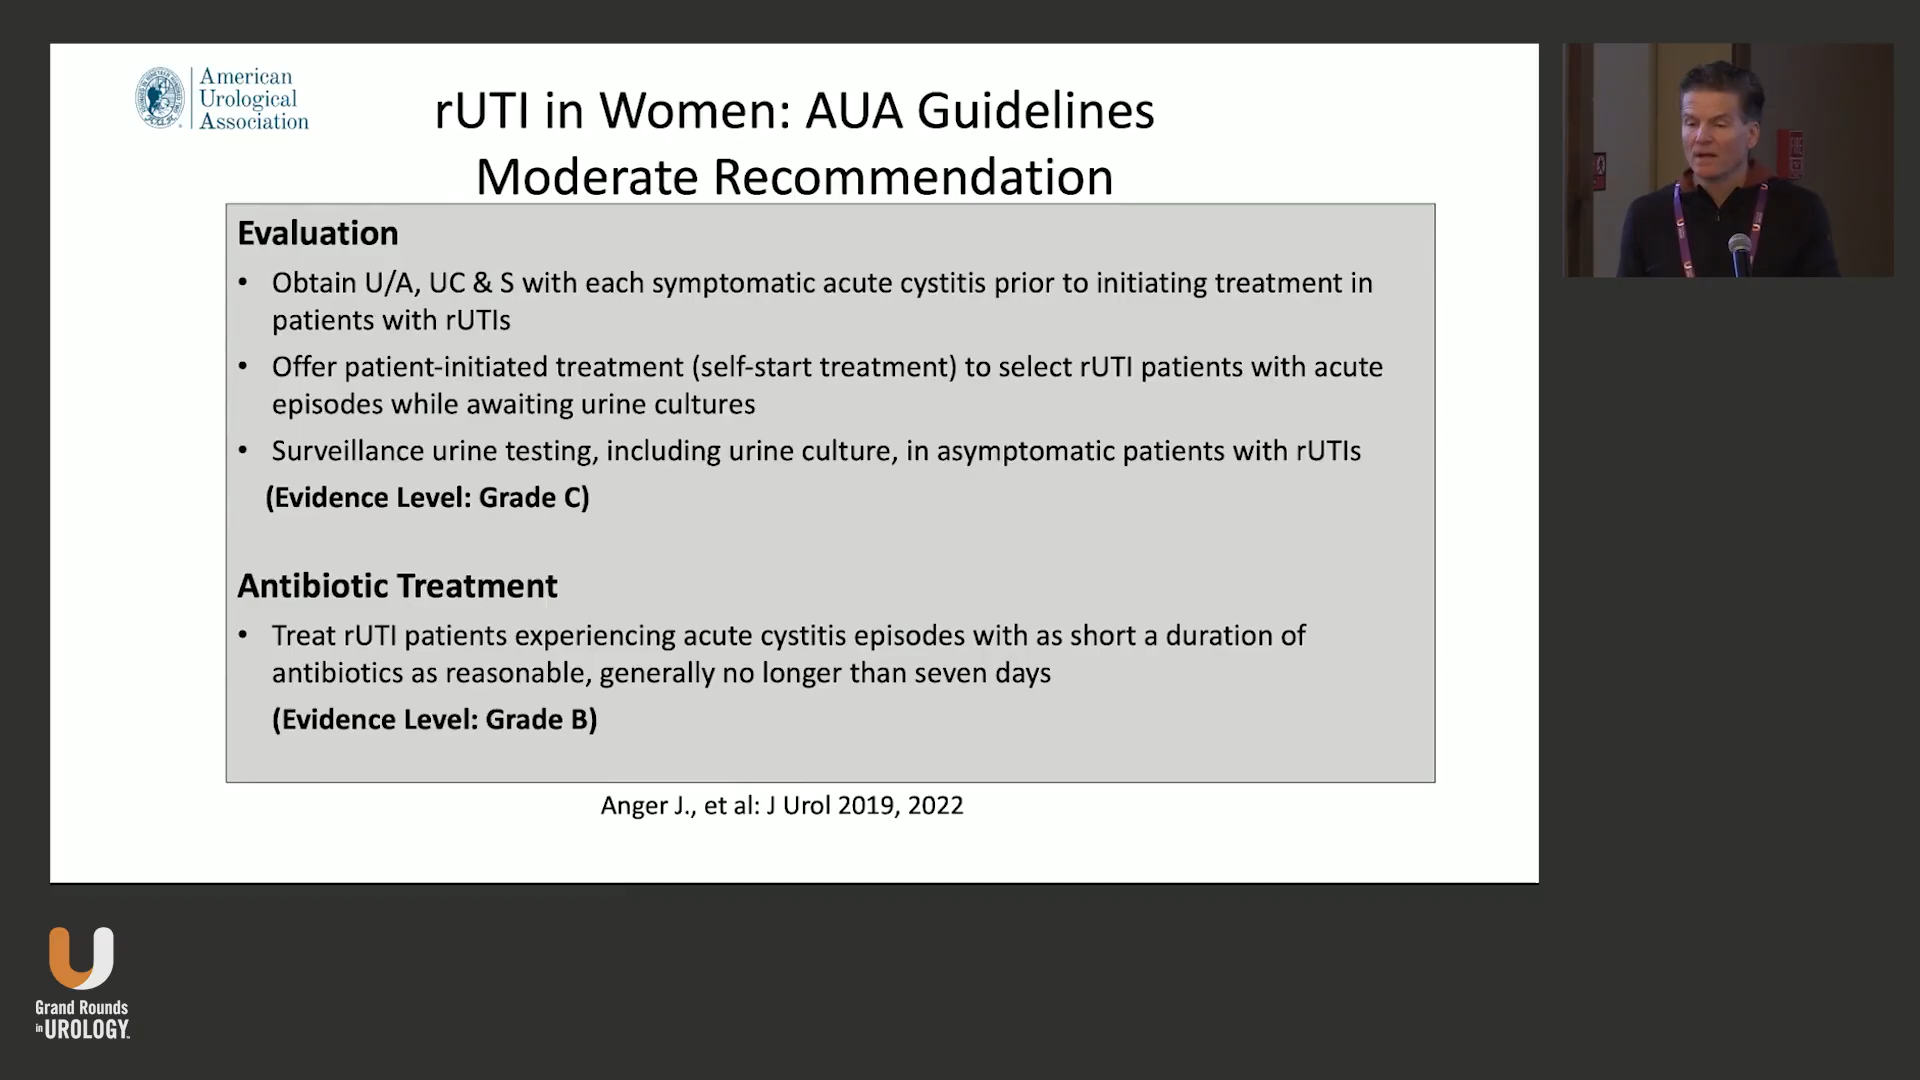 American
Urological
Association
rUTI in Women: AUA Guidelines
Moderate Recommendation
Evaluation
• Obtain U/A, UC & S with each symptomatic acute cystitis prior to initiating treatment in
patients with rUTIs
• Offer patient-initiated treatment (self-start treatment) to select rUTI patients with acute
episodes while awaiting urine cultures
• Surveillance urine testing, including urine culture, in asymptomatic patients with rUTIs
(Evidence Level: Grade C)
Antibiotic Treatment
• Treat rUTI patients experiencing acute cystitis episodes with as short a duration of
antibiotics as reasonable, generally no longer than seven days
(Evidence Level: Grade B)
Anger J., et al: J Urol 2019, 2022
Grand Rounds
in UROLOGY™